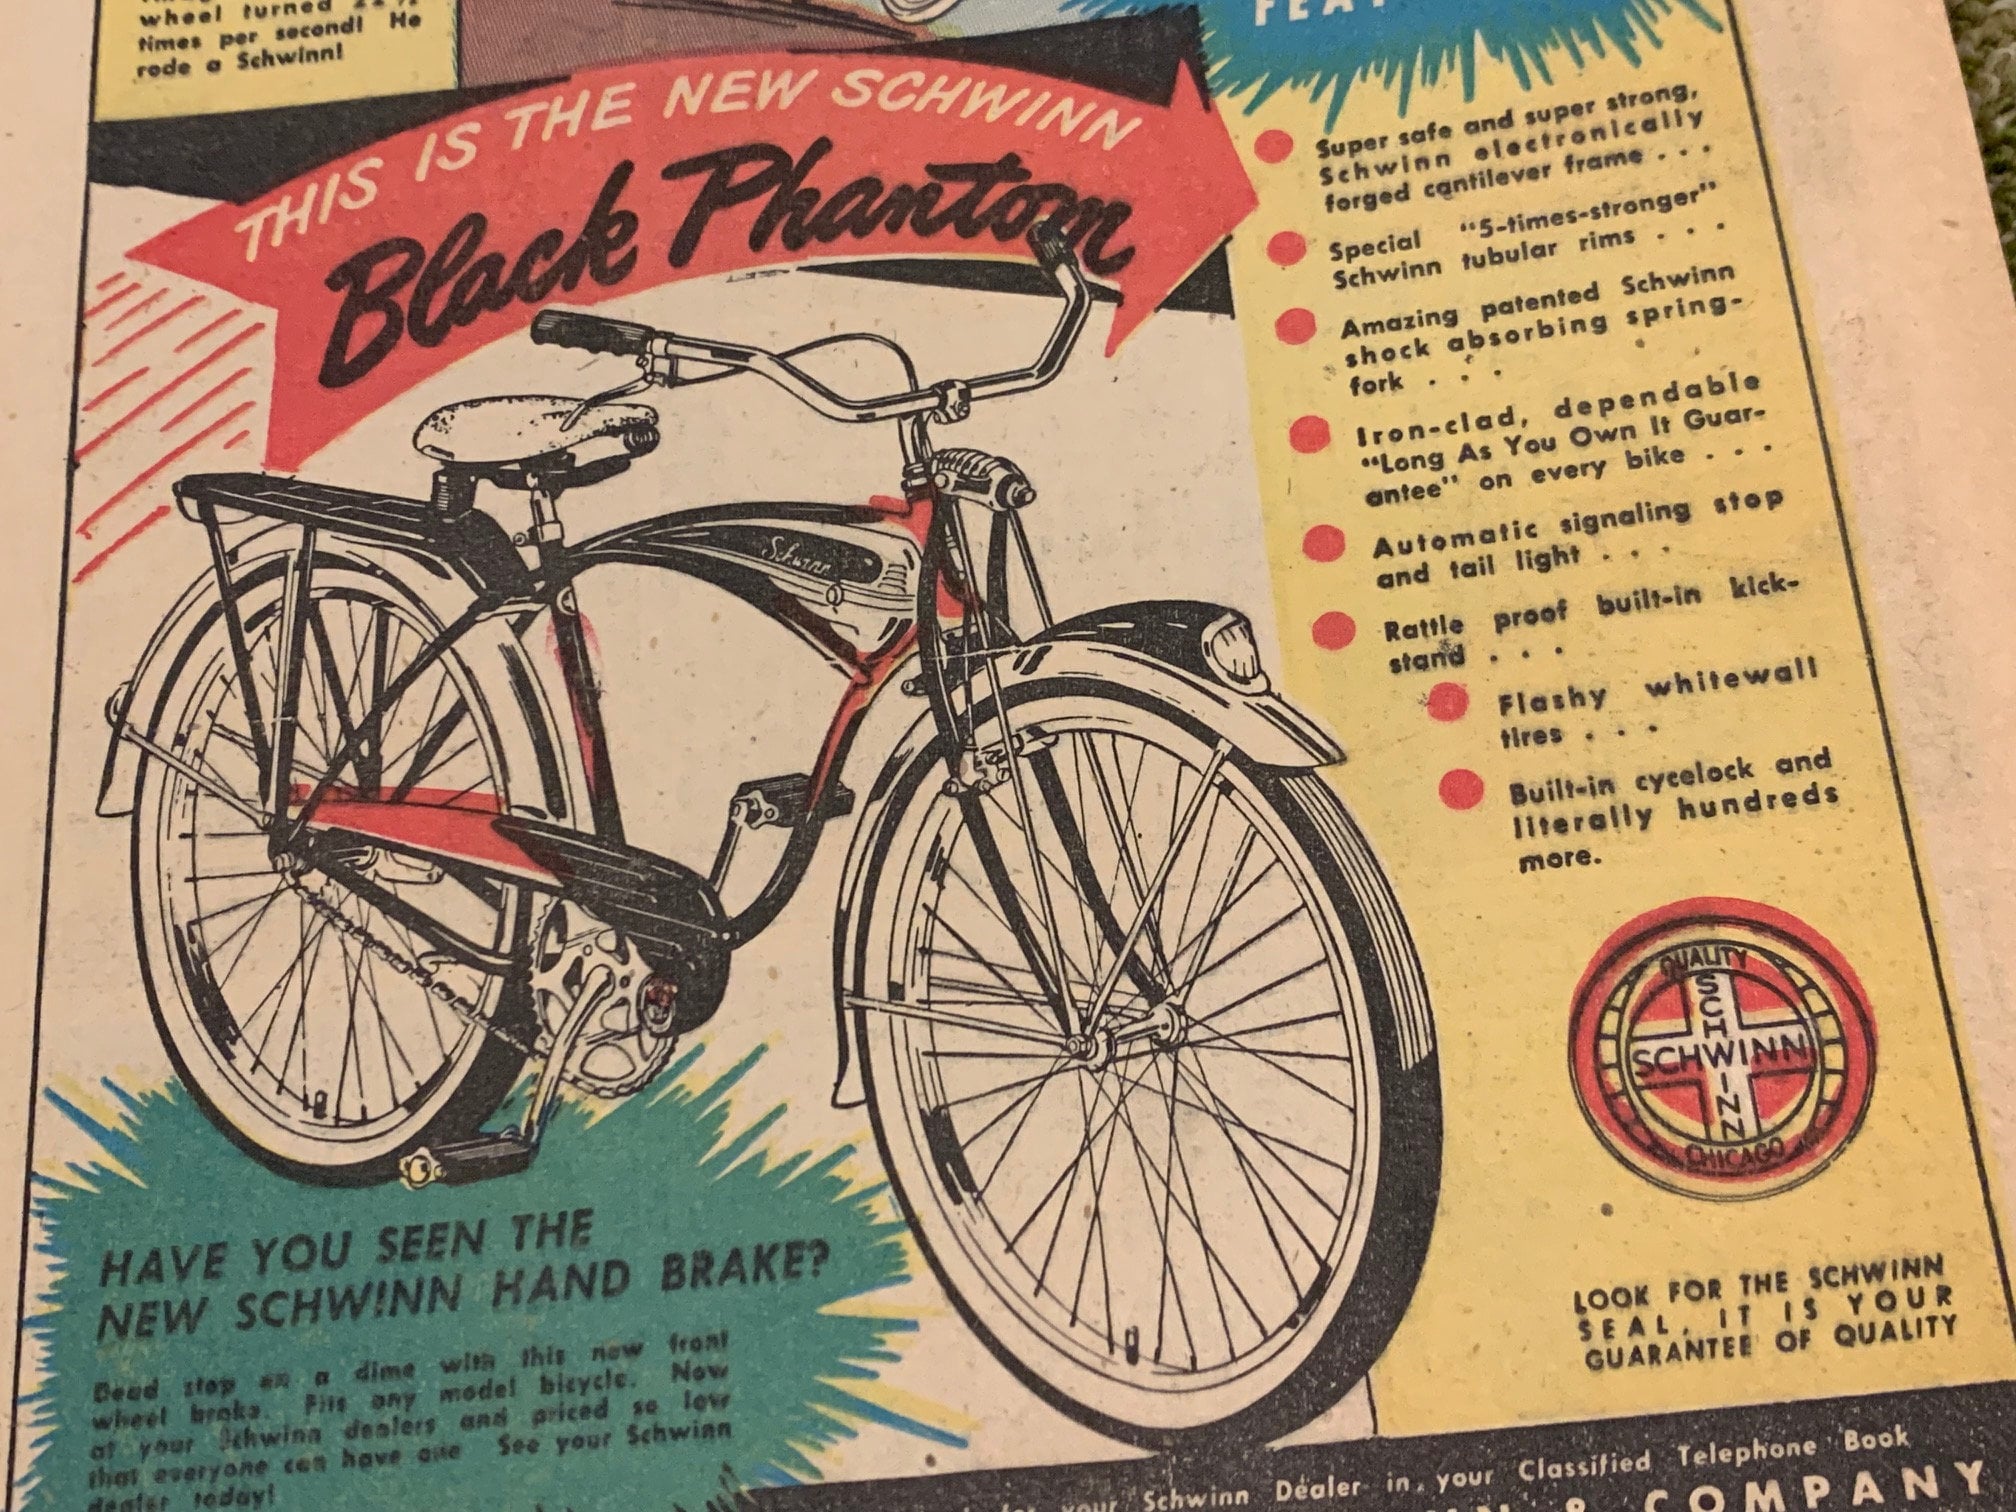 wheel turned
times per second! He
rode a Schwinn!
THIS IS THE NEW SCHWINN
Black Phantom
Super safe and super strong,
Schwinn electronically
forged cantilever frame . . .
Special "5-times-stronger"
Schwinn tubular rims . . .
Amazing patented Schwinn
shock absorbing spring-
fork . . .
Iron-clad, dependable
"Long As You Own It Guar-
antee" on every bike . . .
Automatic signaling stop
and tail light . . .
Rattle proof built-in kick-
stand . . .
Flashy whitewall
tires . . .
Built-in cycelock and
literally hundreds
more.
Schwinn
QUALITY
SCHWINN
SCHWINN
CHICAGO
LOOK FOR THE SCHWINN
SEAL. IT IS YOUR
GUARANTEE OF QUALITY
HAVE YOU SEEN THE
NEW SCHWINN HAND BRAKE?
Dead stop on a dime with this new front
wheel brake. Fits any model bicycle. Now
at your Schwinn dealers and priced so low
that everyone can have one See your Schwinn
dealer today!
your Schwinn Dealer in your Classified Telephone Book
& COMPANY